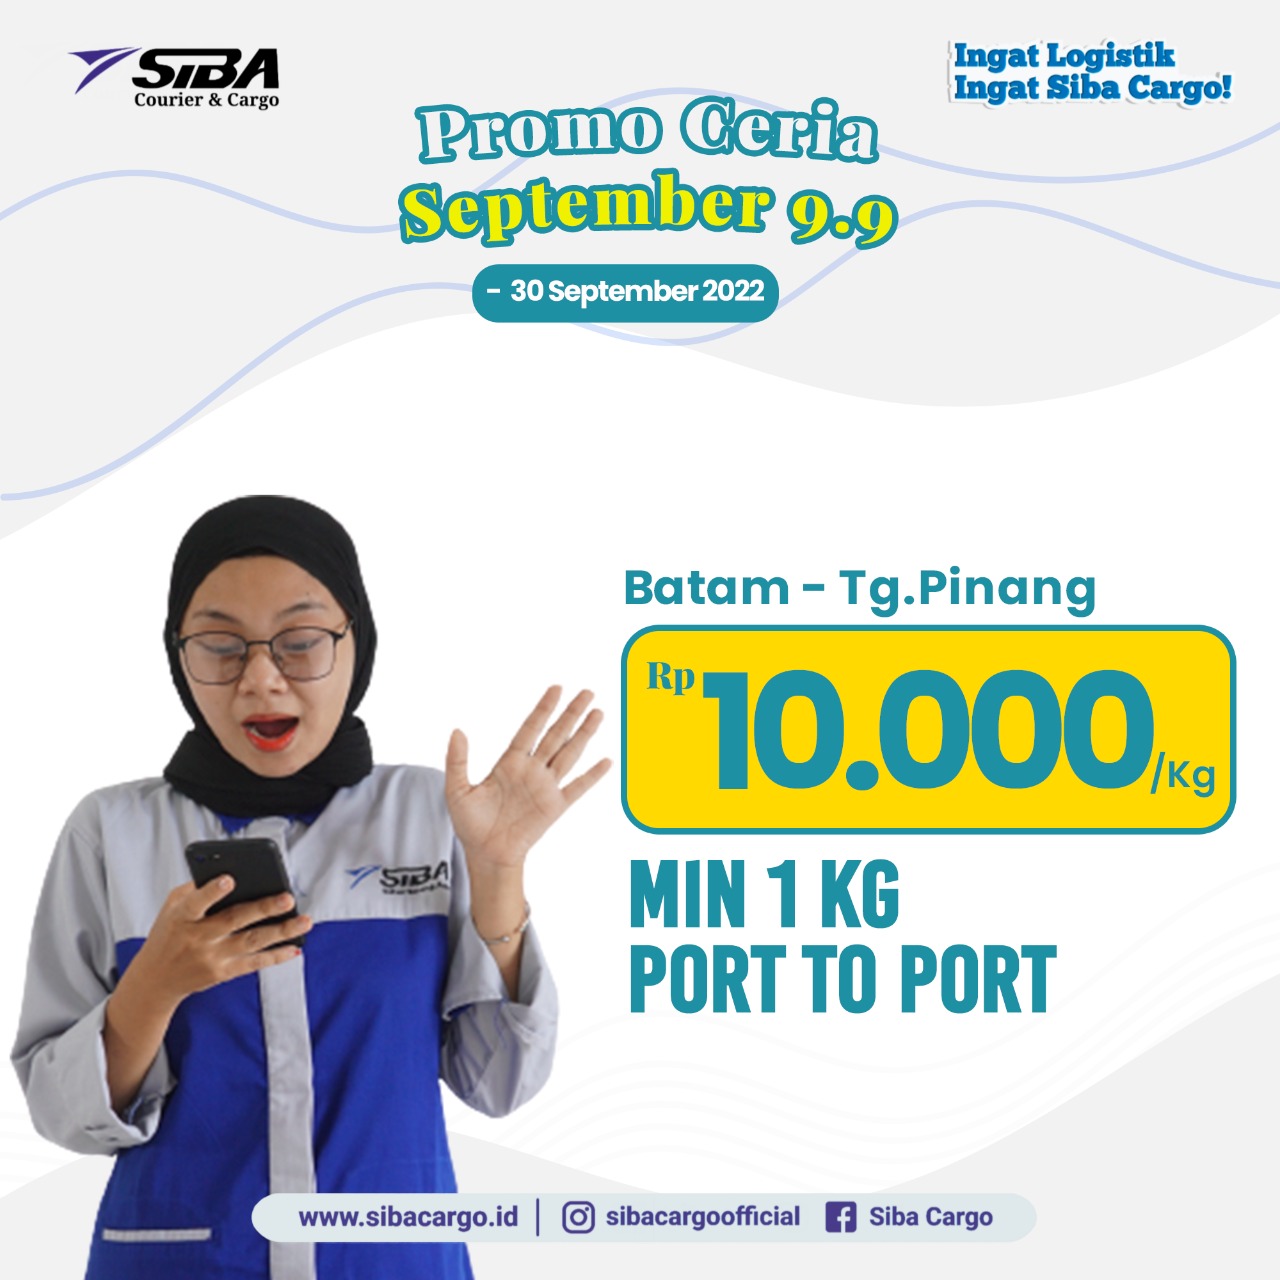 SiBA
Courier & Cargo
Ingat Logistik
Ingat Siba Cargo!
Promo Ceria
September 9.9
- 30 September 2022
Batam - Tg.Pinang
Rp 10.000/Kg
MIN 1 KG
PORT TO PORT
SiBA
www.sibacargo.id | sibacargoofficial Siba Cargo